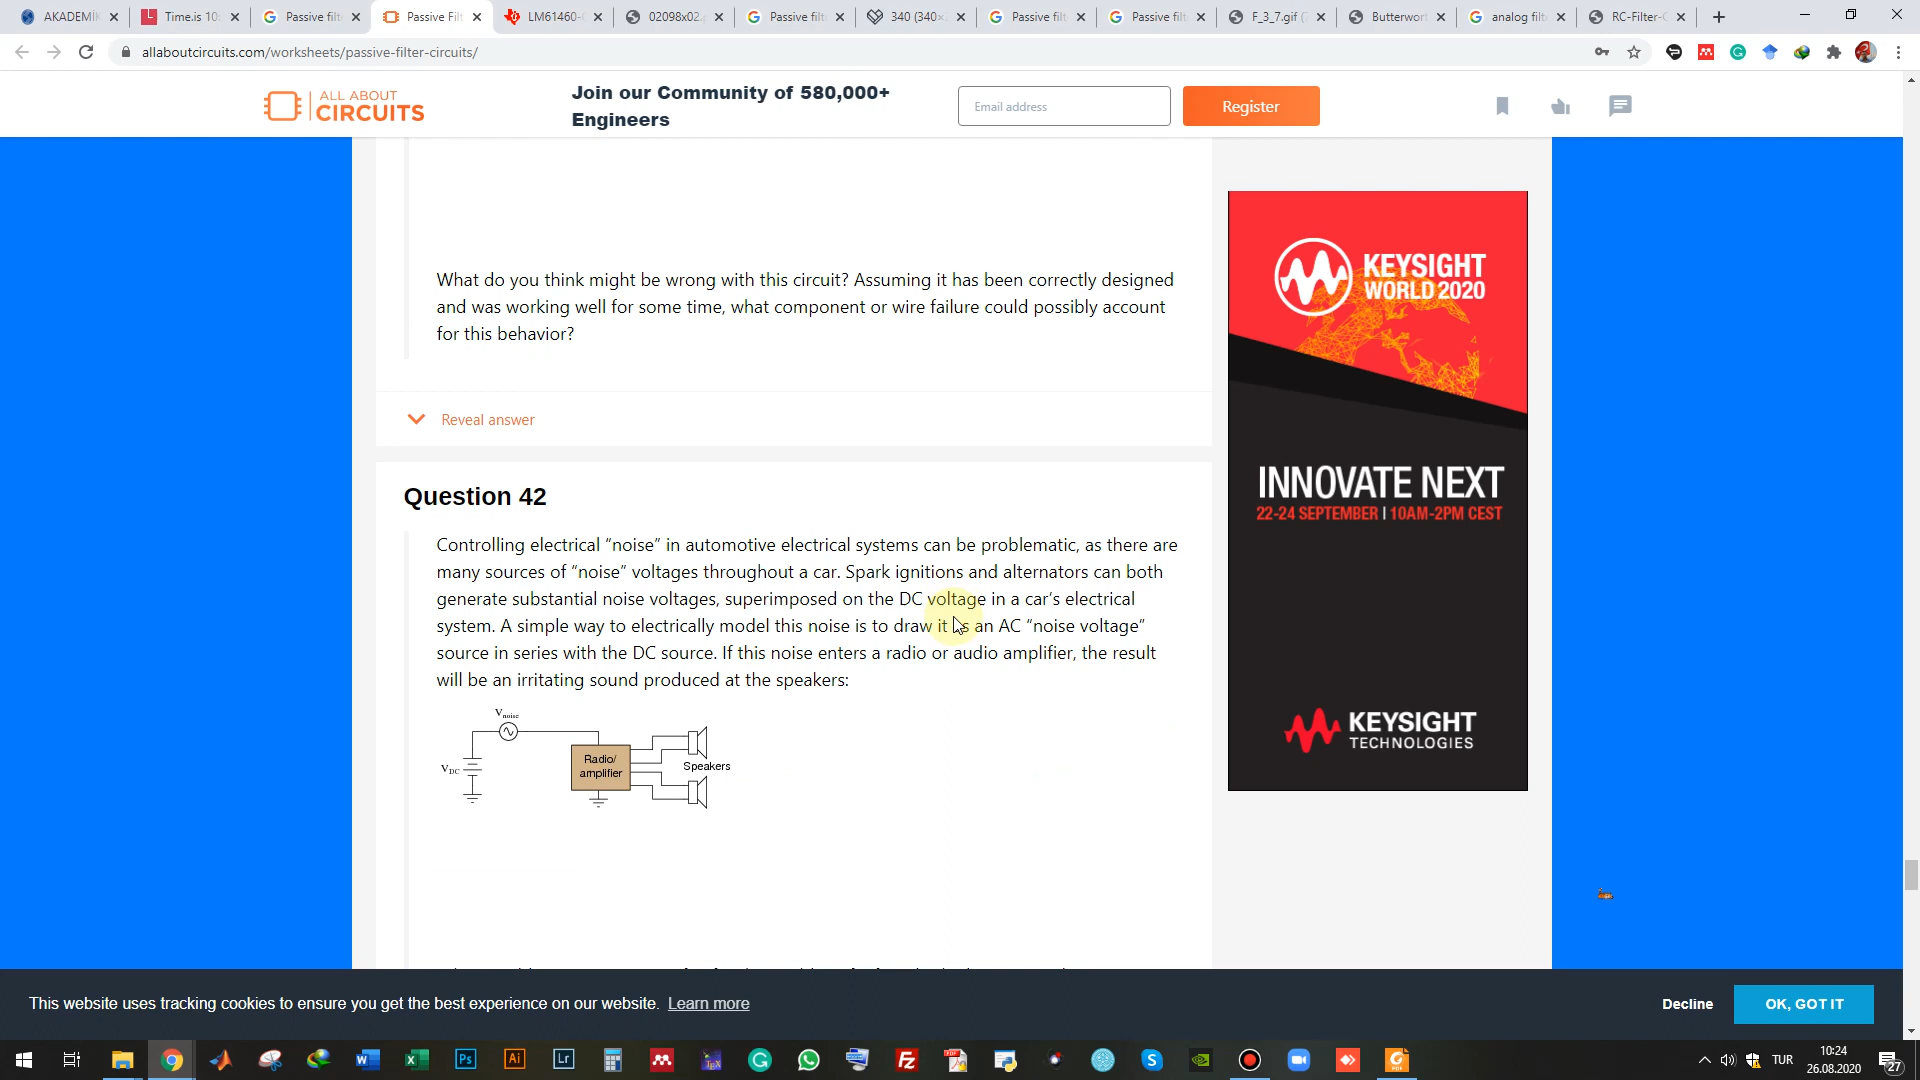 AKADEMİ
Time.is 10:
Passive filt
Passive Filt
LM61460-
02098x02.
Passive filt
340 (340×
Passive filt
Passive filt
F_3_7.gif (
Butterwor
analog filt
RC-Filter-C
allaboutcircuits.com/worksheets/passive-filter-circuits/
ALL ABOUT
CIRCUITS
Join our Community of 580,000+
Engineers
Email address
Register
What do you think might be wrong with this circuit? Assuming it has been correctly designed
and was working well for some time, what component or wire failure could possibly account
for this behavior?
Reveal answer
Question 42
Controlling electrical “noise” in automotive electrical systems can be problematic, as there are
many sources of “noise” voltages throughout a car. Spark ignitions and alternators can both
generate substantial noise voltages, superimposed on the DC voltage in a car’s electrical
system. A simple way to electrically model this noise is to draw it as an AC “noise voltage”
source in series with the DC source. If this noise enters a radio or audio amplifier, the result
will be an irritating sound produced at the speakers:
Vnoise
VDC
Radio/
amplifier
Speakers
KEYSIGHT
WORLD 2020
INNOVATE NEXT
22-24 SEPTEMBER | 10AM-2PM CEST
KEYSIGHT
TECHNOLOGIES
This website uses tracking cookies to ensure you get the best experience on our website. Learn more
Decline
OK, GOT IT
TUR
10:24
26.08.2020
27